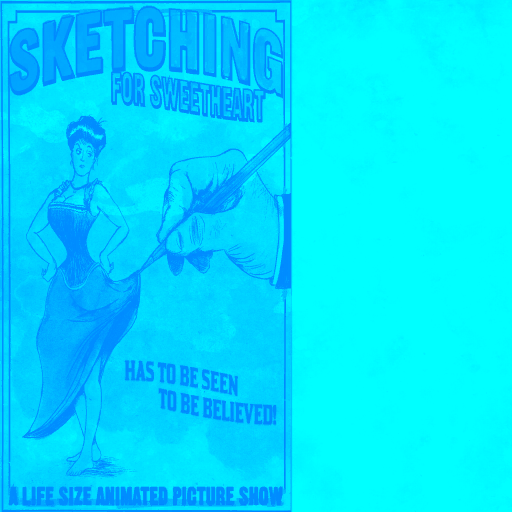 SKETCHING
FOR SWEETHEART
HAS TO BE SEEN
TO BE BELIEVED!
A LIFE SIZE ANIMATED PICTURE SHOW